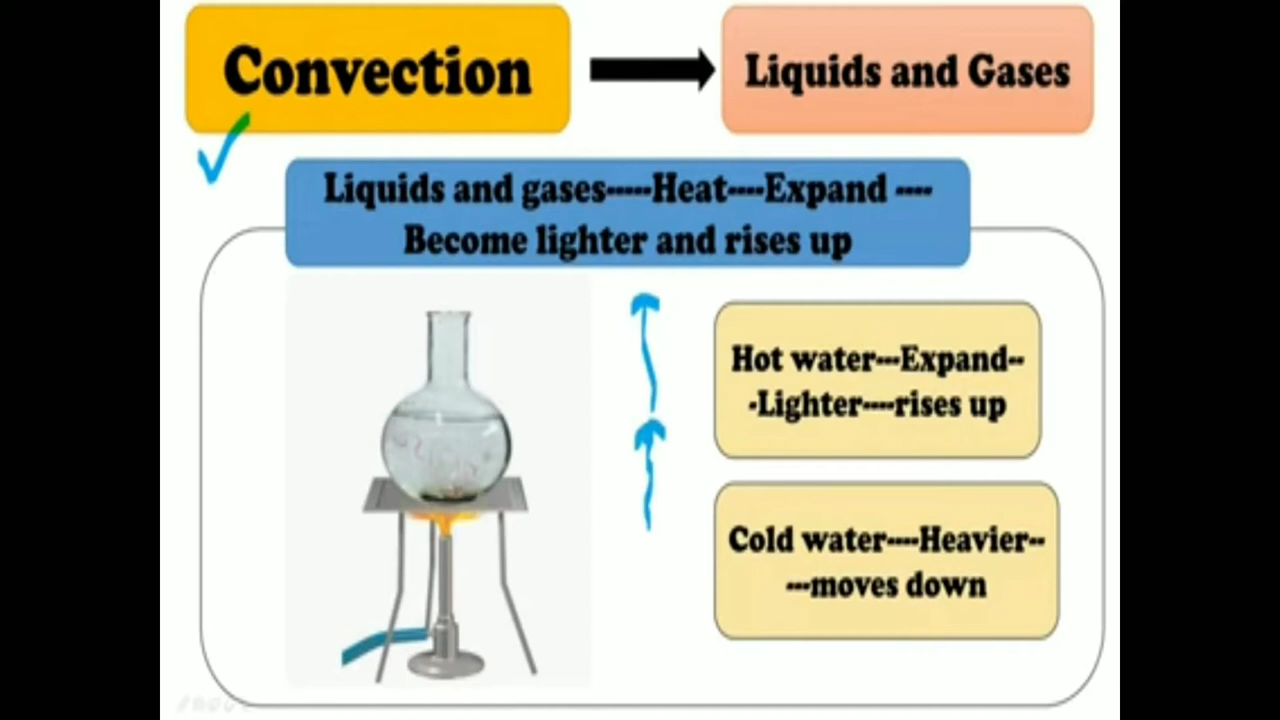 Convection
Liquids and Gases
Liquids and gases-----Heat----Expand ----
Become lighter and rises up
Hot water---Expand--
-Lighter----rises up
Cold water----Heavier--
---moves down